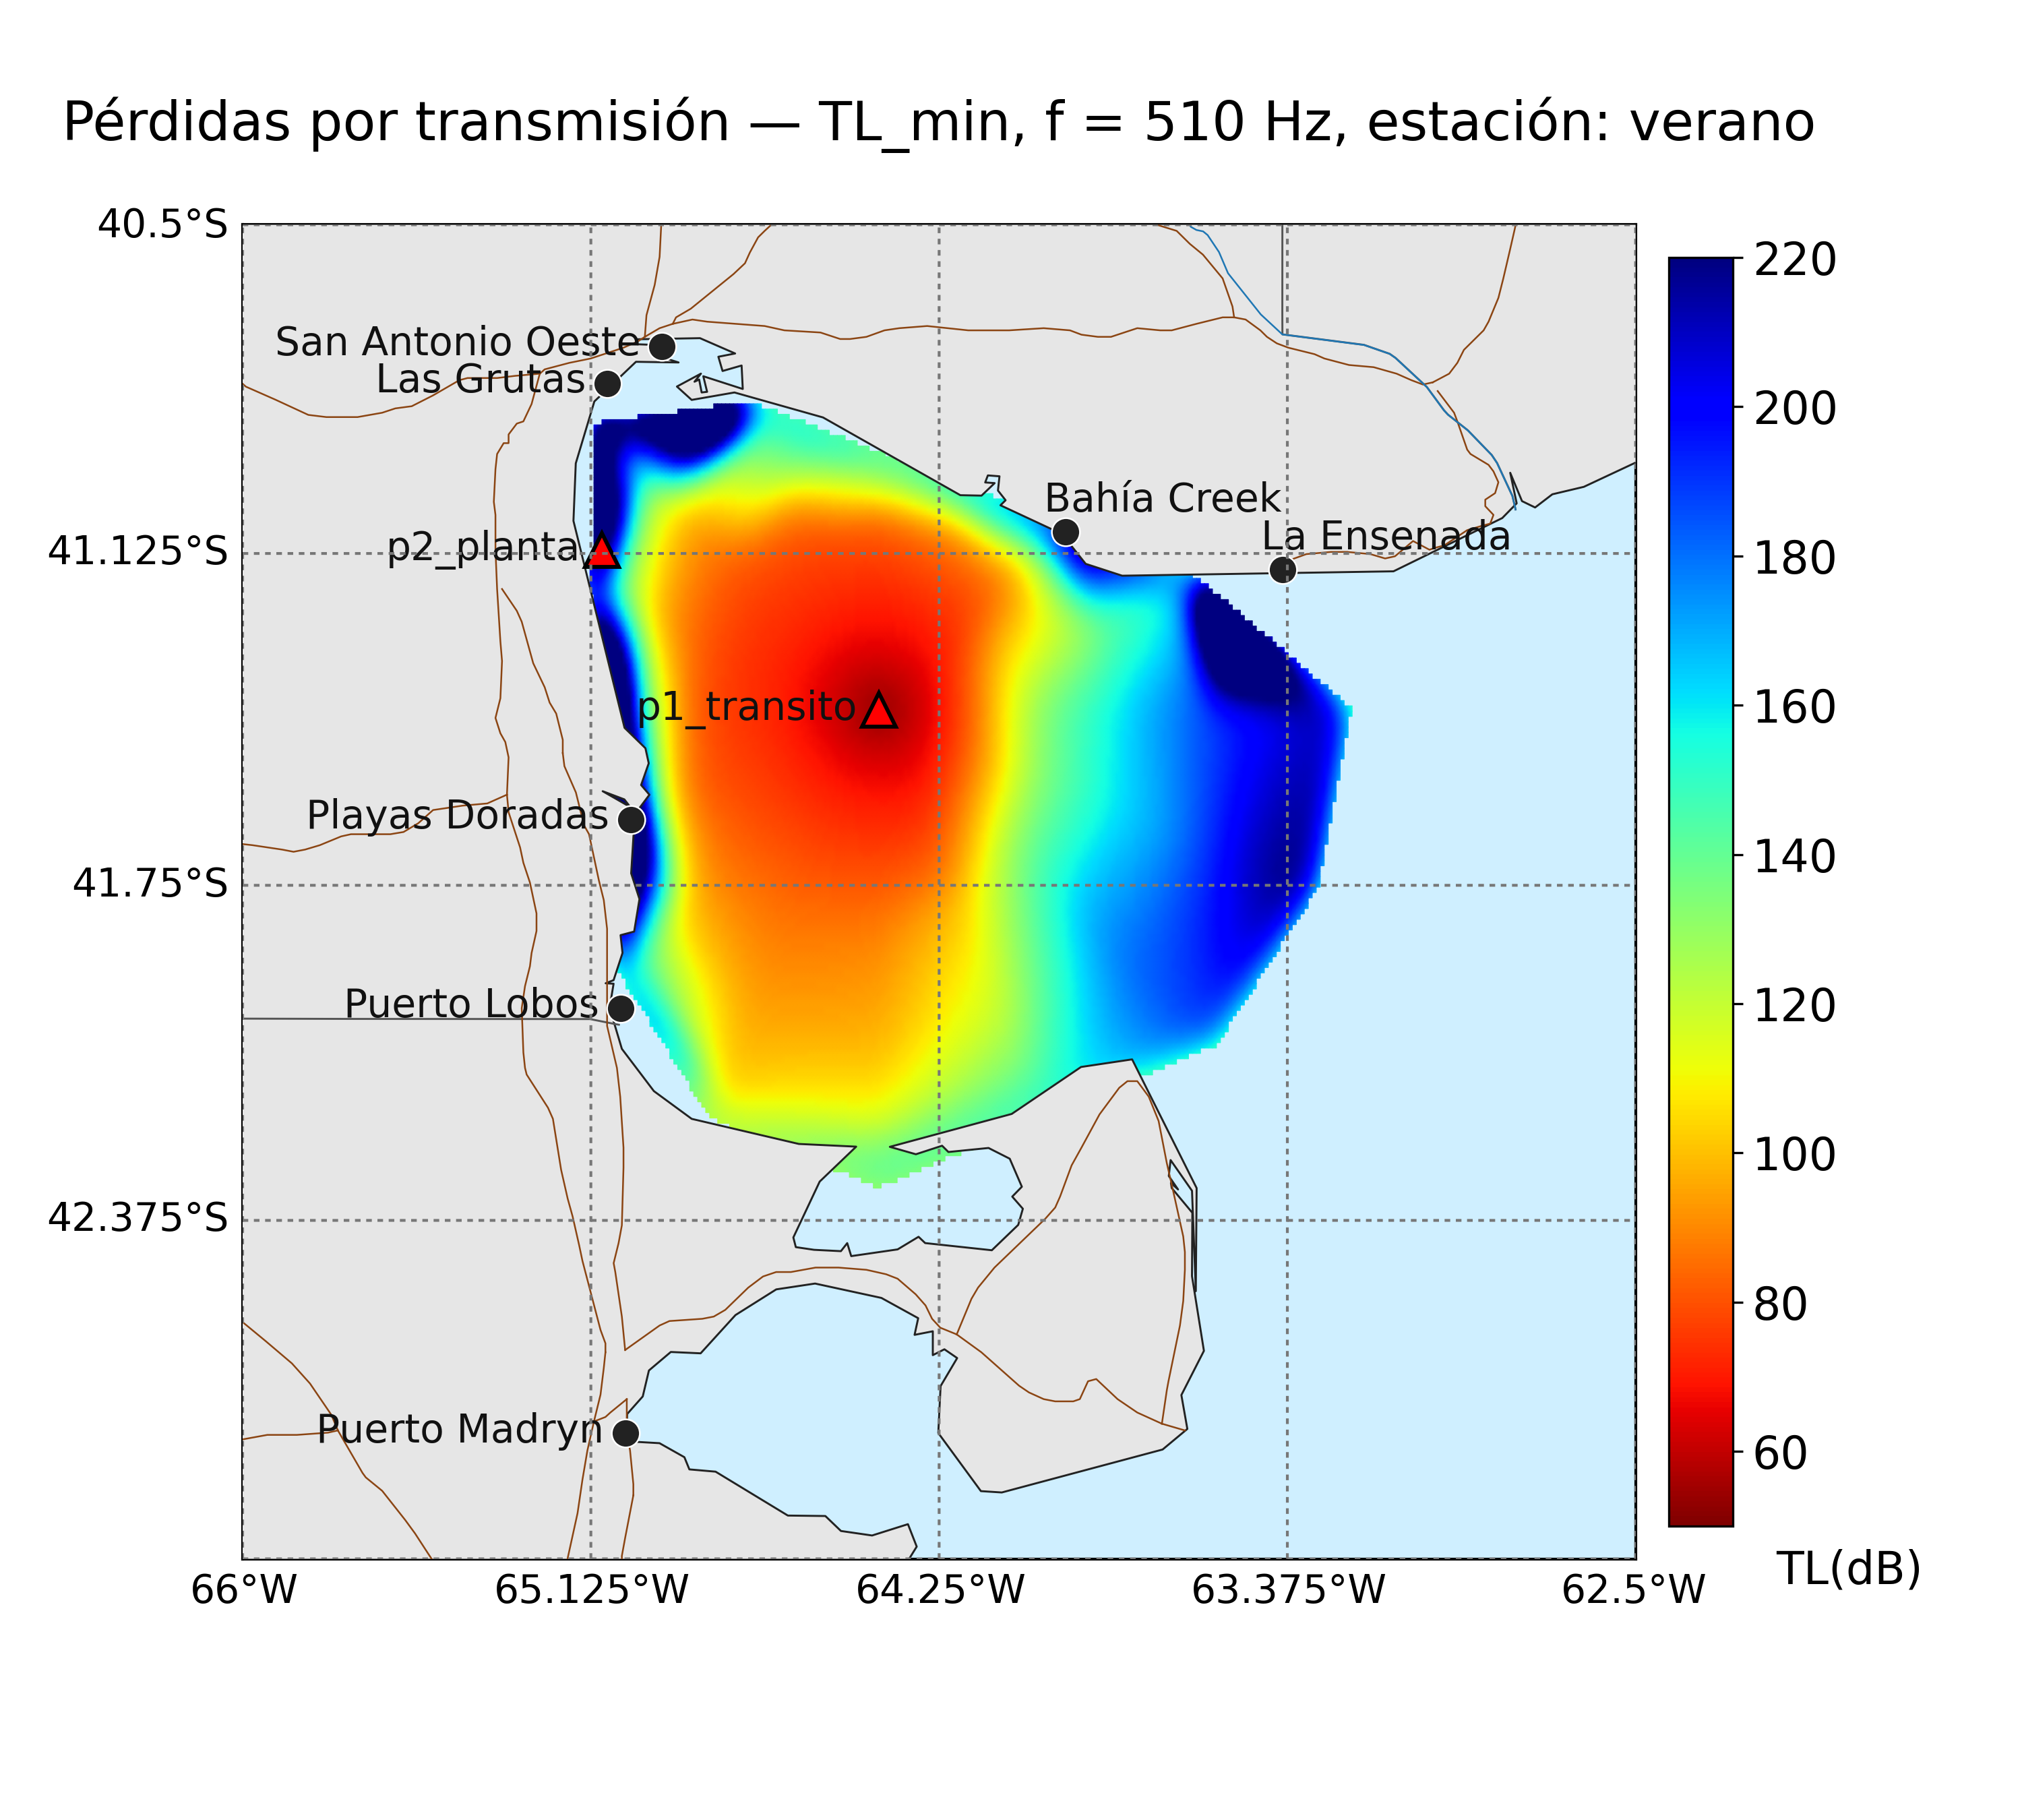 Pérdidas por transmisión — TL_min, f = 510 Hz, estación: verano
40.5°S
41.125°S
41.75°S
42.375°S
San Antonio Oeste
Las Grutas
Bahía Creek
La Ensenada
p2_planta
p1_transito
Playas Doradas
Puerto Lobos
Puerto Madryn
66°W
65.125°W
64.25°W
63.375°W
62.5°W
220
200
180
160
140
120
100
80
60
TL(dB)